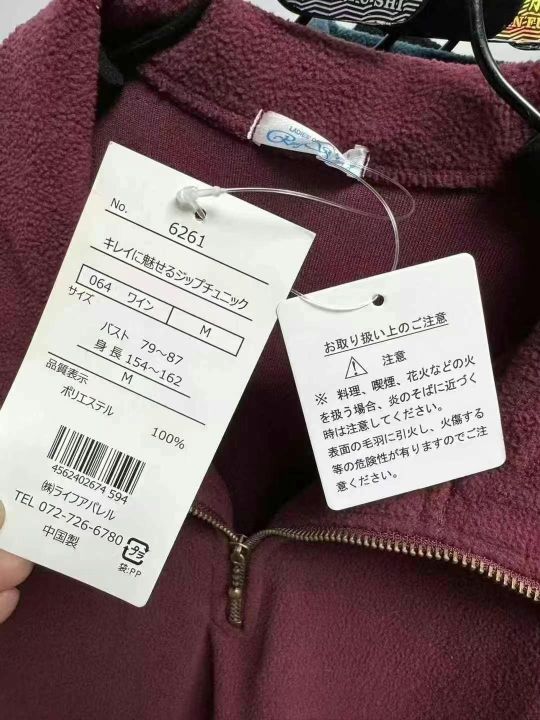 SHI
LADIES'
No. 6261
キレイに魅せるジップチュニック
064 ワイン M
サイズ
バスト 79～87
身長 154～162
M
品質表示
ポリエステル
100%
4562402674 594
㈱ライフアパレル
TEL 072-726-6780
中国製
プラ
袋:PP
お取り扱い上のご注意
注意
※ 料理、喫煙、花火などの火
を扱う場合、炎のそばに近づく
時は注意してください。
表面の毛羽に引火し、火傷する
等の危険性が有りますのでご注
意ください。